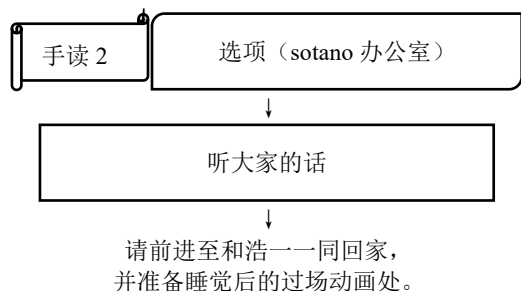 手读 2
选项（sotano 办公室）
听大家的话
请前进至和浩一一同回家，
并准备睡觉后的过场动画处。